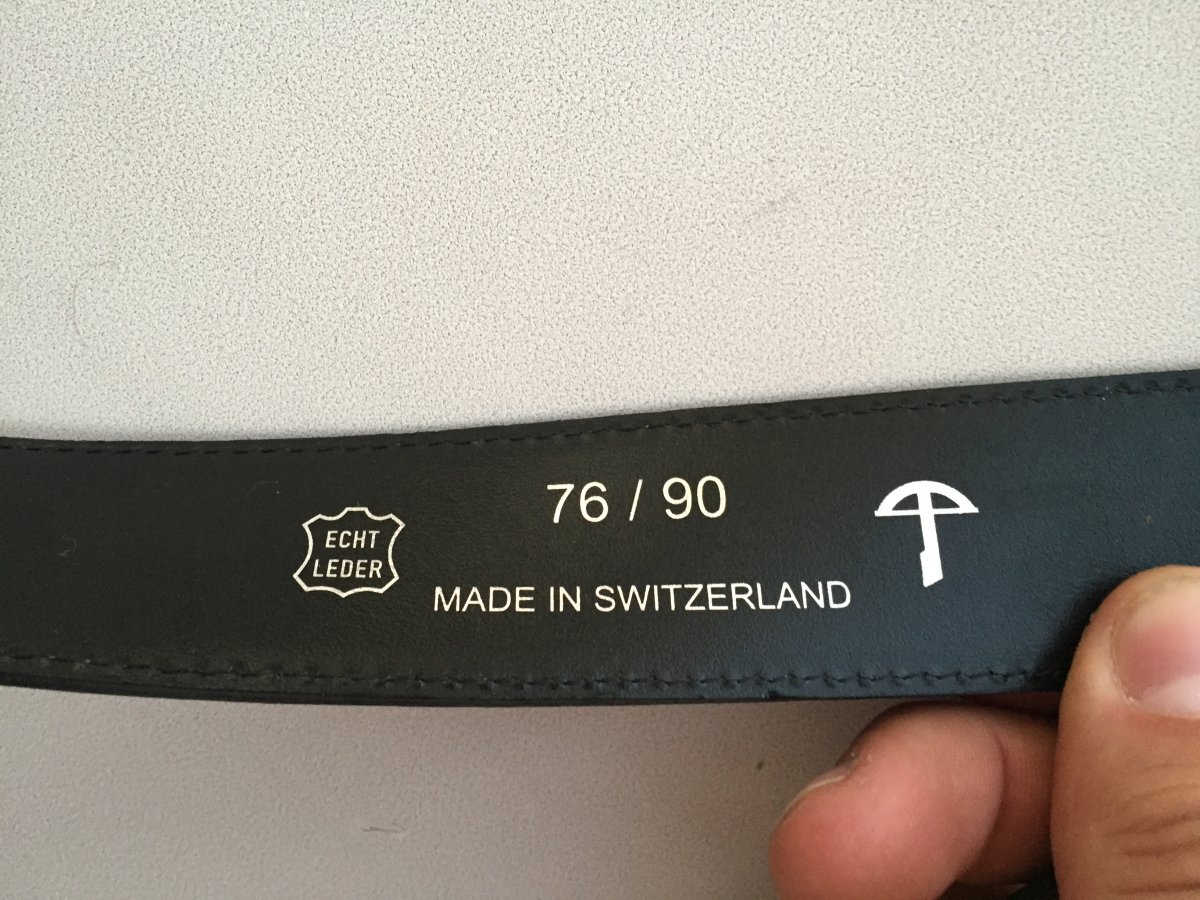 ECHT
LEDER
76 / 90
MADE IN SWITZERLAND